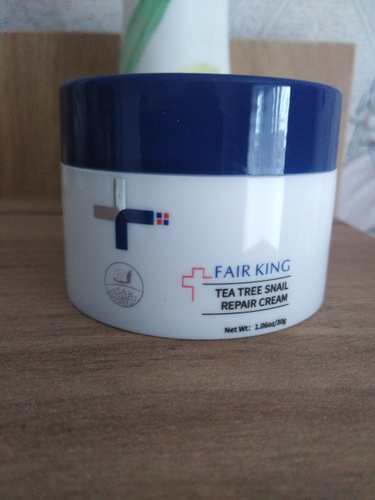 FAIR KING
TEA TREE SNAIL
REPAIR CREAM
Net Wt: 1.06oz/30g